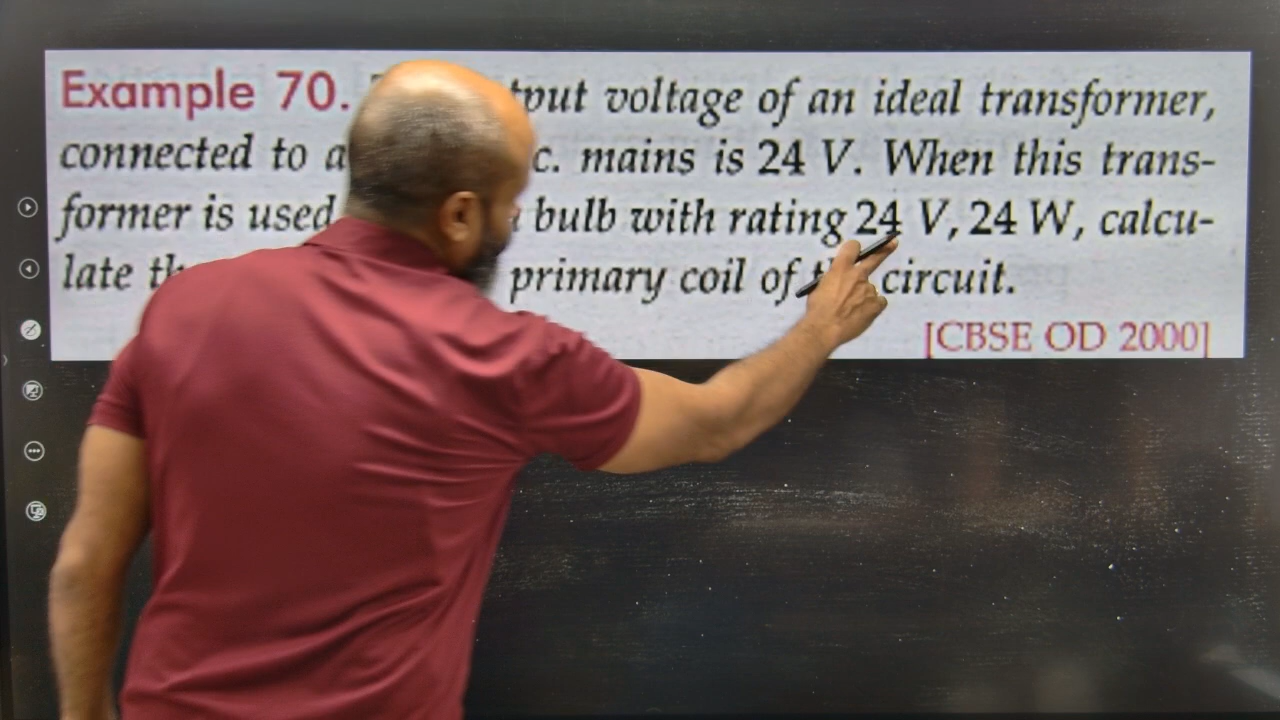 Example 70. tput voltage of an ideal transformer,
connected to a c. mains is 24 V. When this trans-
former is used bulb with rating 24 V, 24 W, calcu-
late primary coil of circuit.
[CBSE OD 2000]